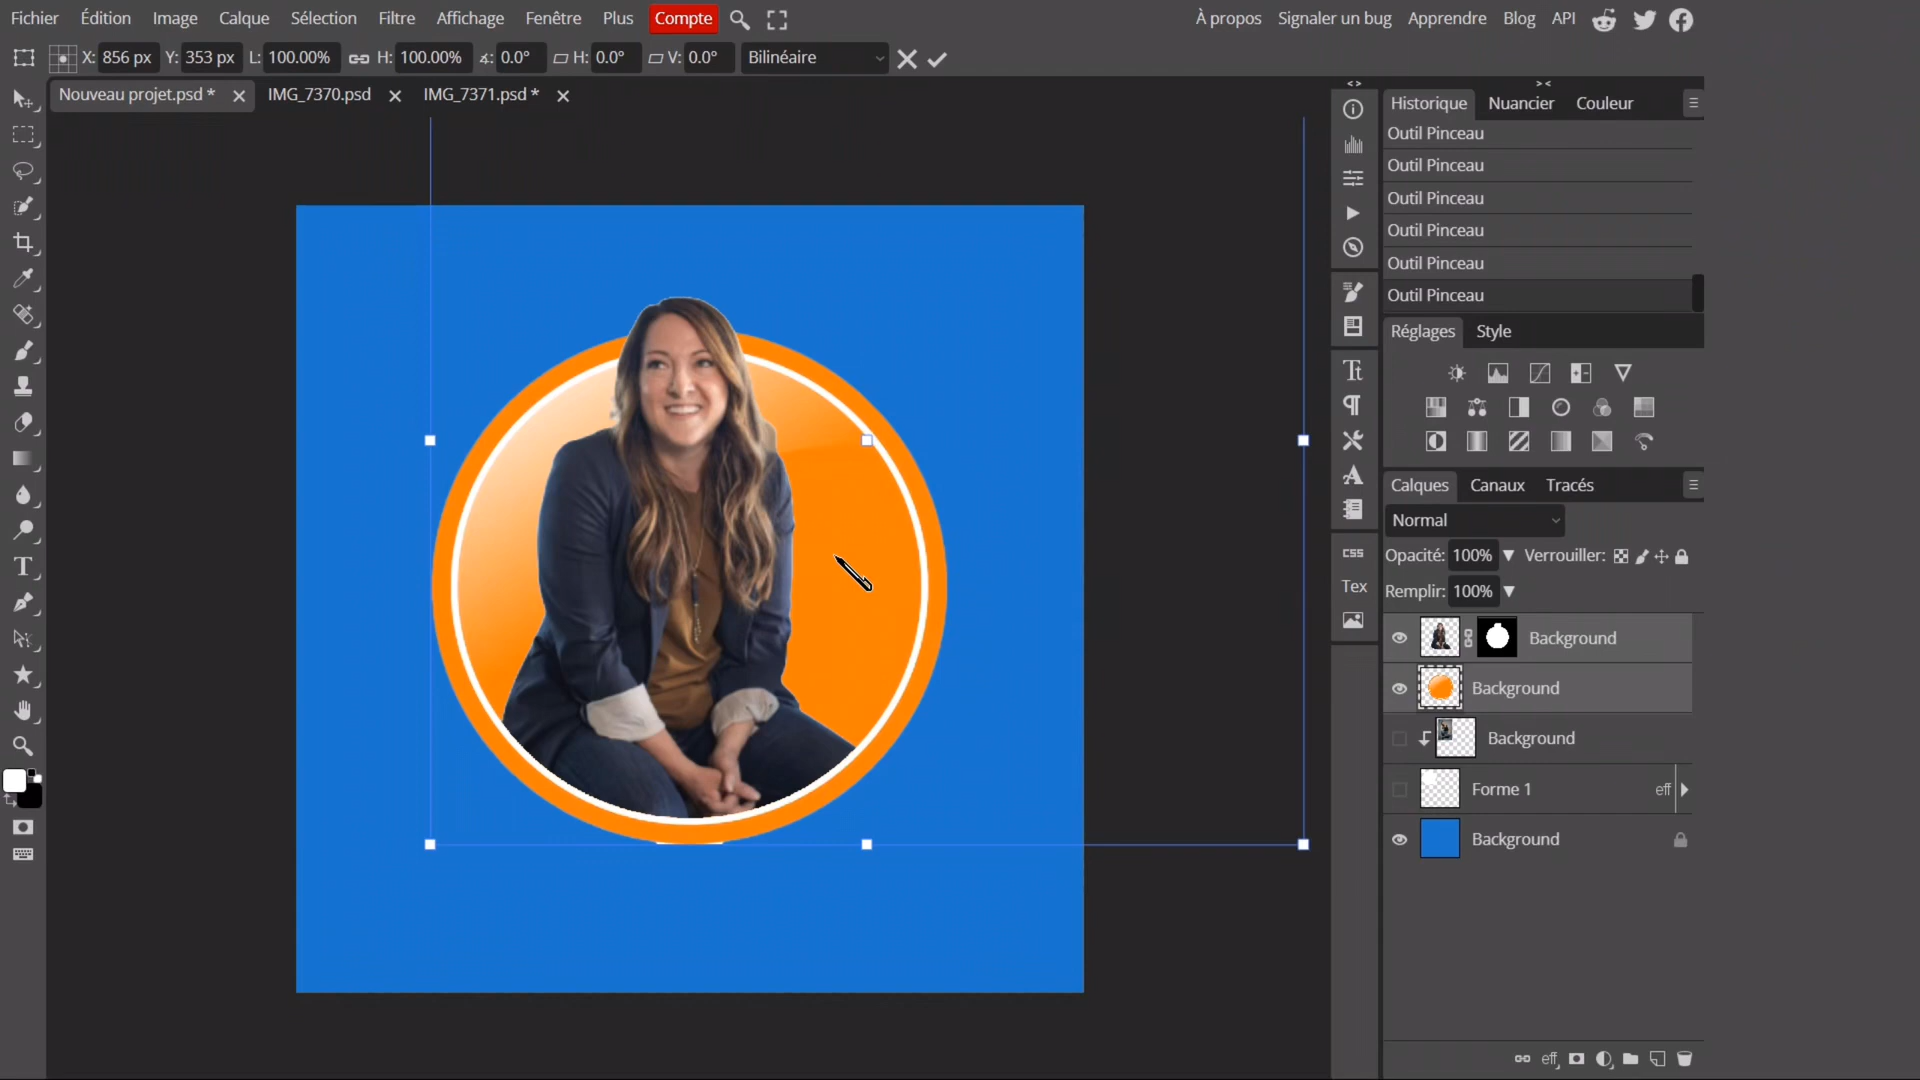 Fichier Édition Image Calque Sélection Filtre Affichage Fenêtre Plus Compte À propos Signaler un bug Apprendre Blog API
X: 856 px Y: 353 px L: 100.00% H: 100.00% ∡: 0.0° H: 0.0° V: 0.0° Bilinéaire
Nouveau projet.psd * IMG_7370.psd IMG_7371.psd *
Historique Nuancier Couleur
Outil Pinceau
Outil Pinceau
Outil Pinceau
Outil Pinceau
Outil Pinceau
Outil Pinceau
Réglages Style
CSS
Tex
Calques Canaux Tracés
Normal
Opacité: 100% Verrouiller:
Remplir: 100%
Background
Background
Background
Forme 1 eff
Background
eff